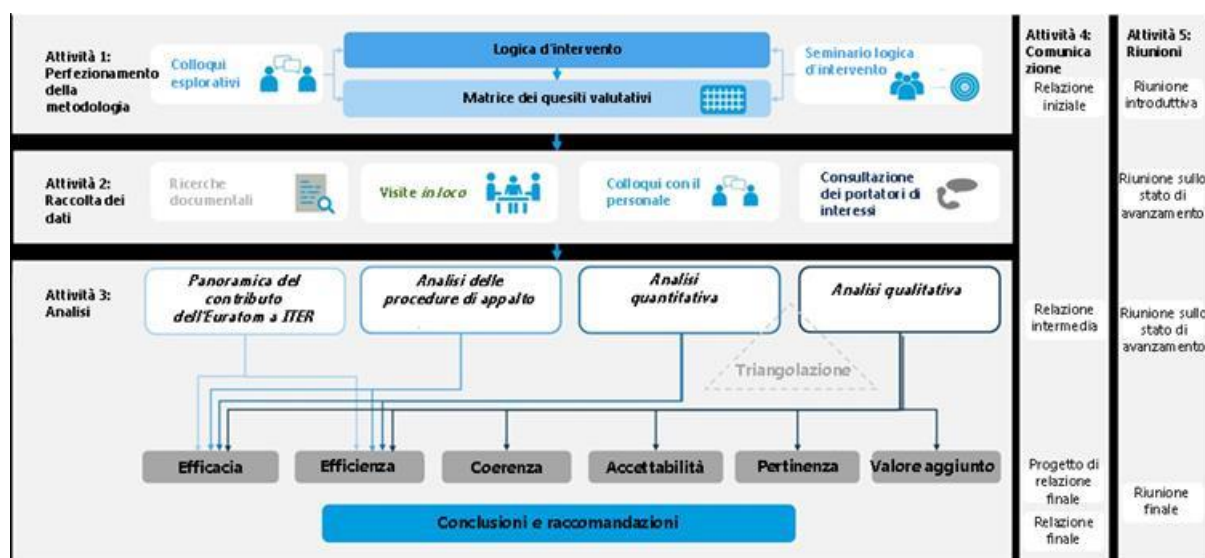 Attività 1:
Perfezionamento
della
metodologia
Colloqui
esplorativi
Logica d'intervento
Matrice dei quesiti valutativi
Seminario logica
d'intervento
Attività 2:
Raccolta dei
dati
Ricerche
documentali
Visite in loco
Colloqui con il
personale
Consultazione
dei portatori di
interessi
Attività 3:
Analisi
Panoramica del
contributo
dell'Euratom a ITER
Analisi delle
procedure di appalto
Analisi
quantitativa
Analisi qualitativa
Triangolazione
Efficacia
Efficienza
Coerenza
Accettabilità
Pertinenza
Valore aggiunto
Conclusioni e raccomandazioni
Attività 4:
Comunica
zione
Relazione
iniziale
Relazione
intermedia
Progetto di
relazione
finale
Relazione
finale
Attività 5:
Riunioni
Riunione
introduttiva
Riunione sullo
stato di
avanzamento
Riunione sullo
stato di
avanzamento
Riunione
finale